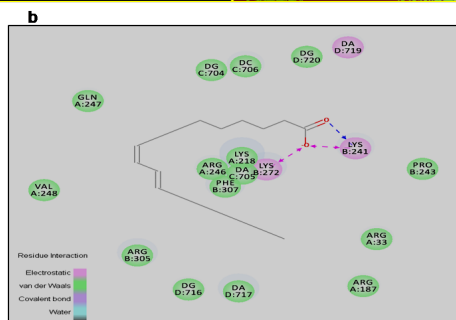 b
DG
C:704
DC
C:706
DG
D:720
DA
D:719
GLN
A:247
O
O
LYS
B:241
LYS
A:218
ARG
A:246
DA
C:705
LYS
B:272
PHE
B:307
PRO
B:243
VAL
A:248
ARG
A:33
ARG
B:305
DG
D:716
DA
D:717
ARG
A:187
Residue Interaction
Electrostatic
van der Waals
Covalent bond
Water